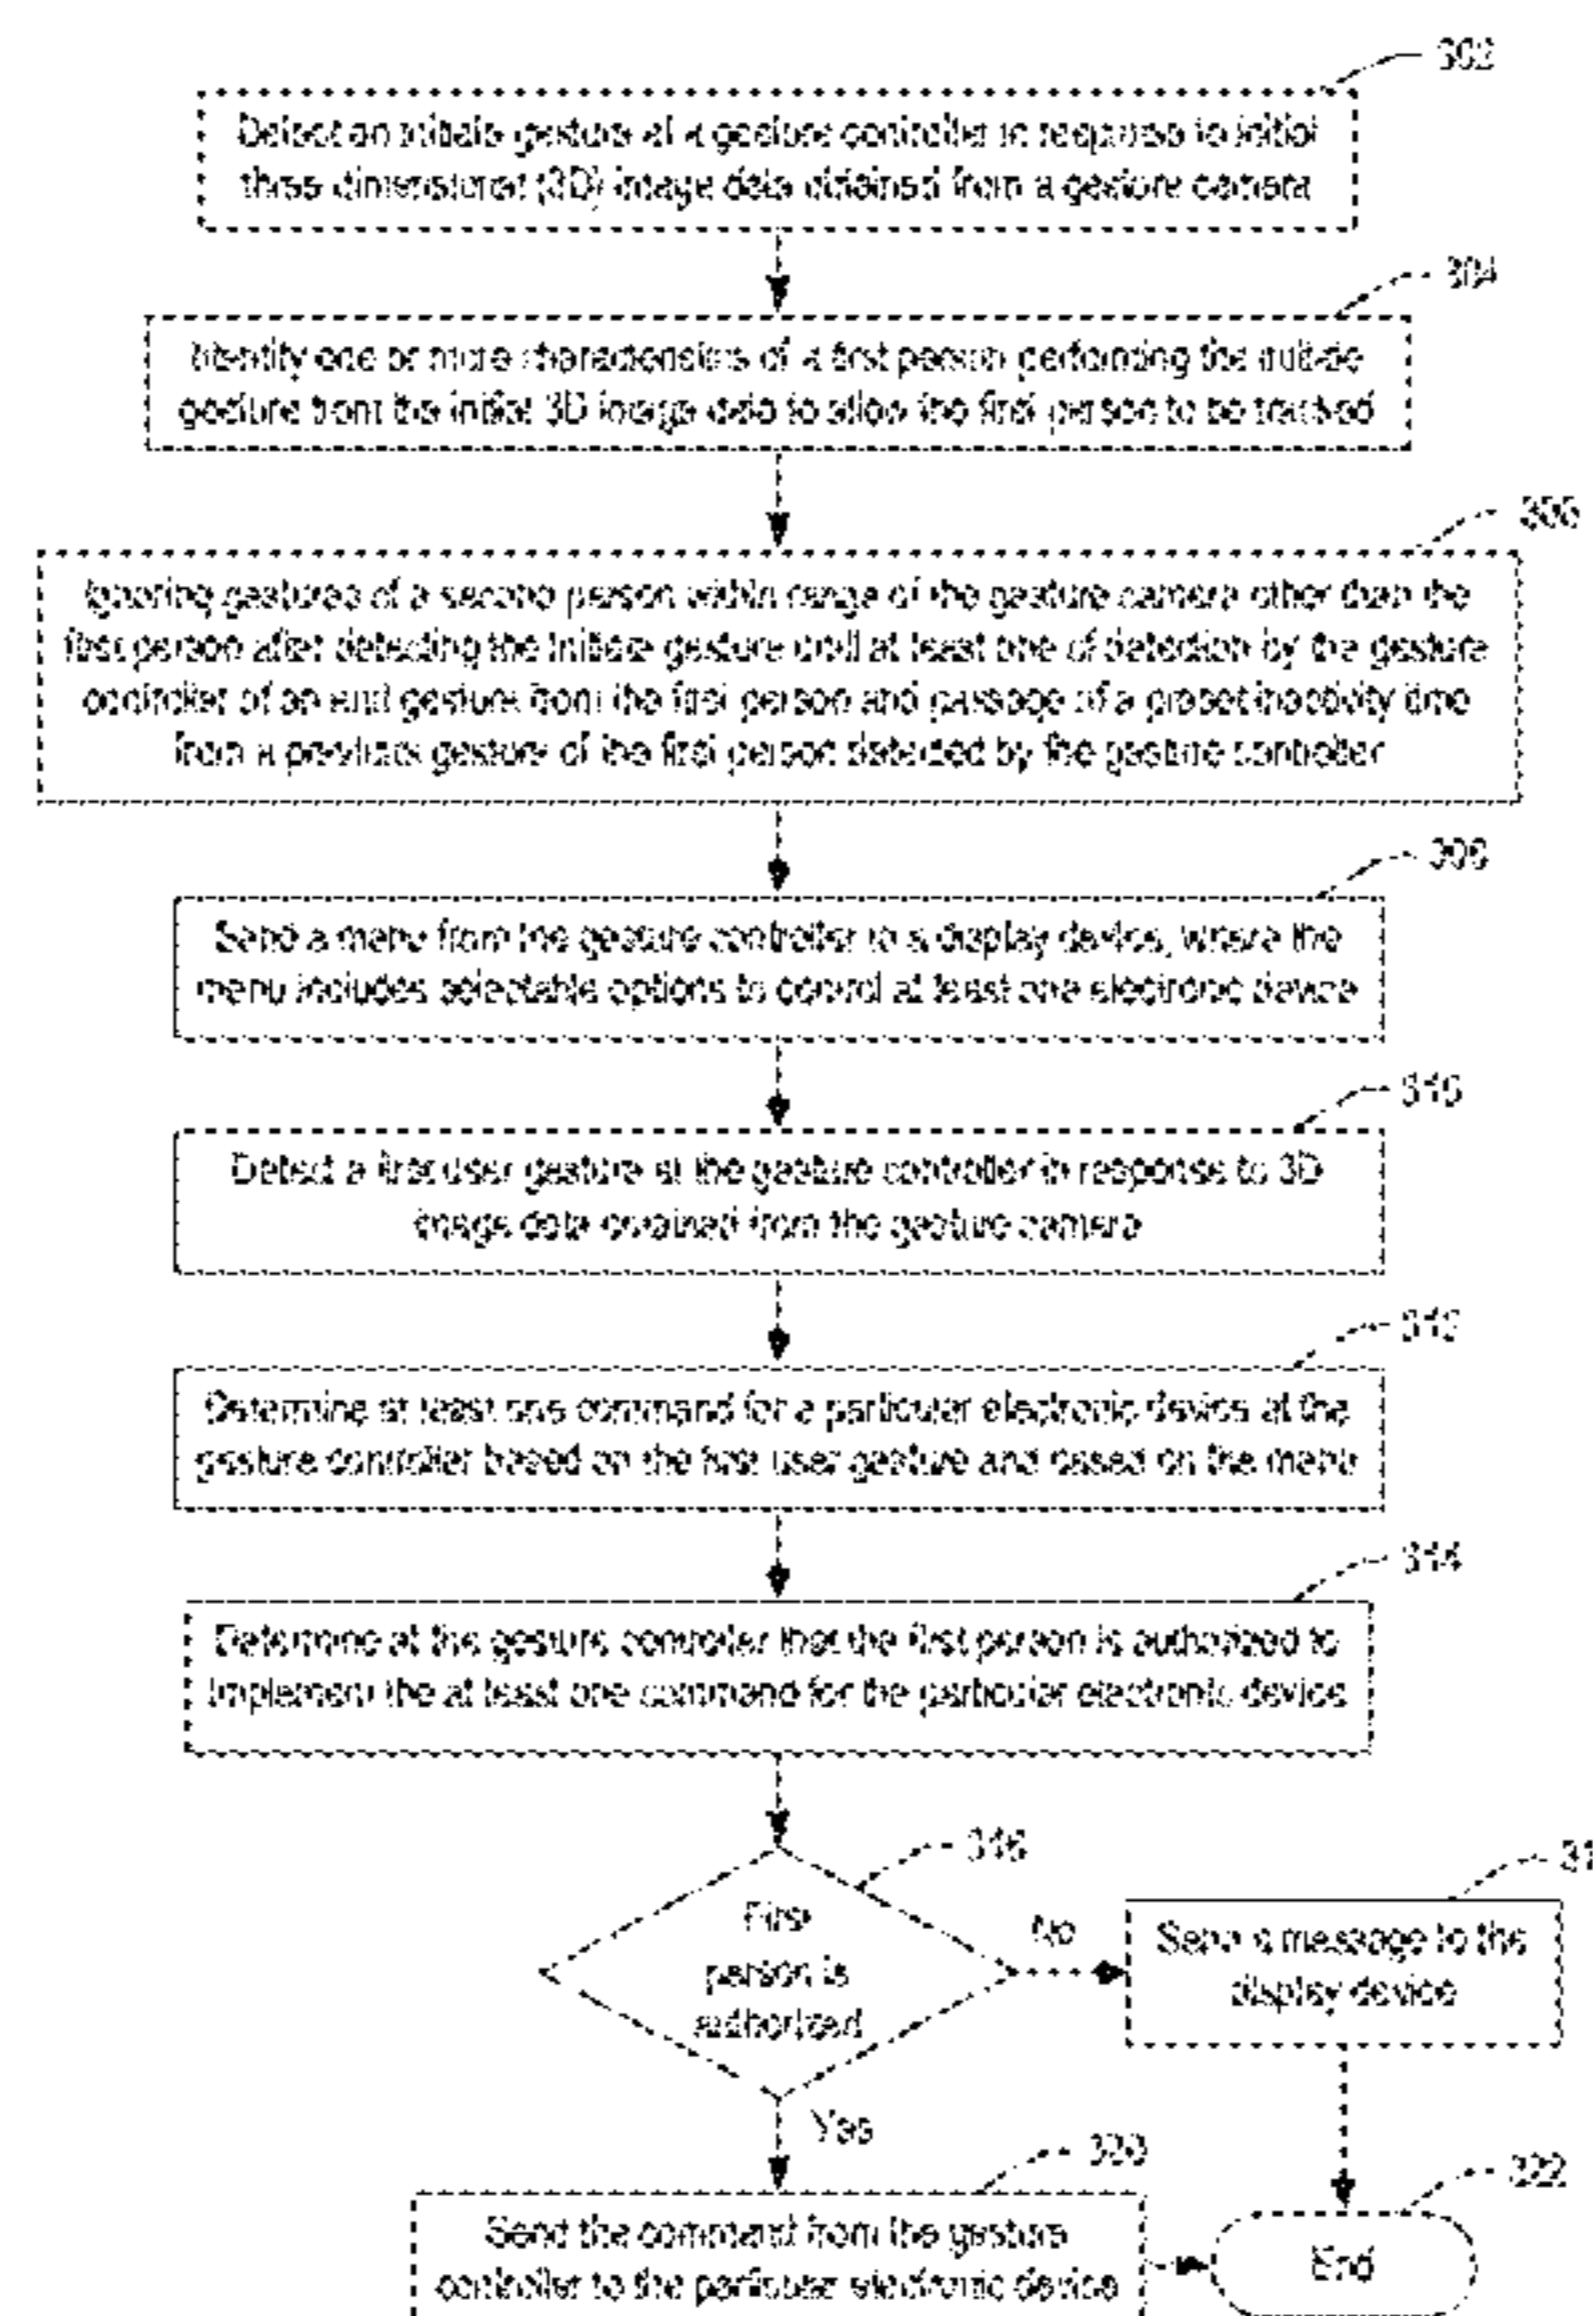 302
Detect an initiate gesture at a gesture controller in response to initial
three dimensional (3D) image data obtained from a gesture camera
304
Identify one or more characteristics of a first person performing the initiate
gesture from the initial 3D image data to allow the first person to be tracked
306
Ignoring gestures of a second person within range of the gesture camera other than the
first person after detecting the initiate gesture until at least one of detection by the gesture
controller of an end gesture from the first person and passage of a preset inactivity time
from a previous gesture of the first person detected by the gesture controller
308
Send a menu from the gesture controller to a display device, where the
menu includes selectable options to control at least one electronic device
310
Detect a first user gesture at the gesture controller in response to 3D
image data obtained from the gesture camera
312
Determine at least one command for a particular electronic device at the
gesture controller based on the first user gesture and based on the menu
314
Determine at the gesture controller that the first person is authorized to
implement the at least one command for the particular electronic device
316
31
First
person is
authorized
No
Send a message to the
display device
Yes
320
322
Send the command from the gesture
controller to the particular electronic device
End